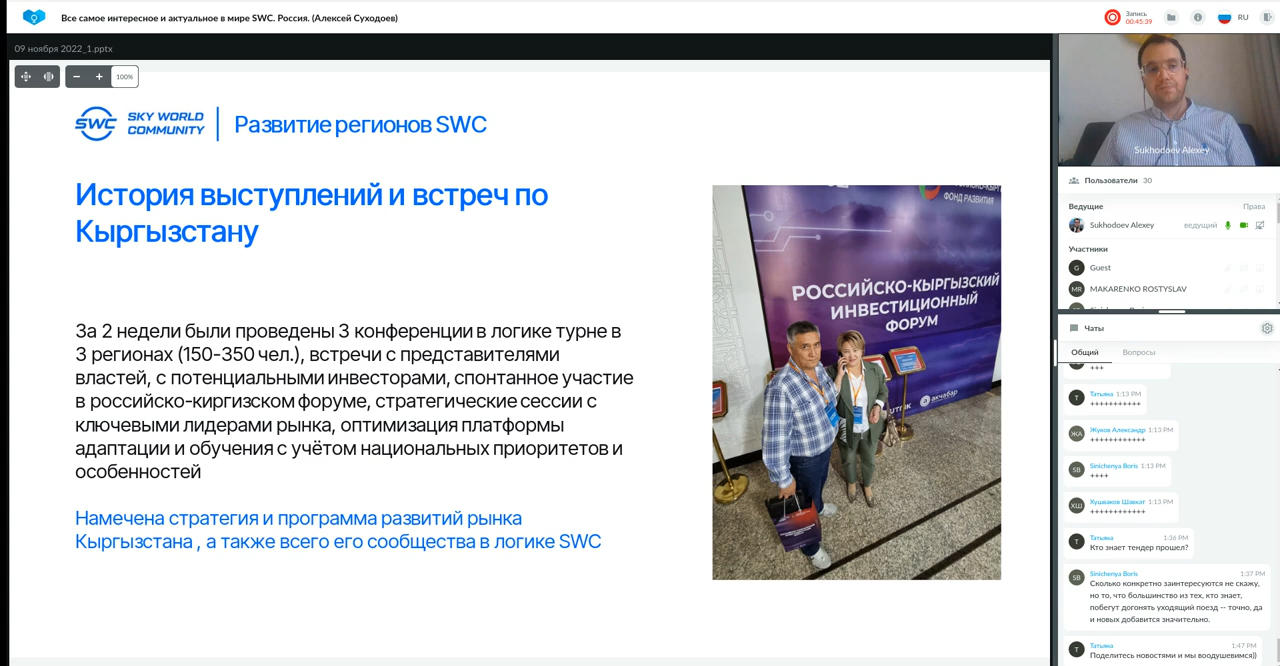 Все самое интересное и актуальное в мире SWC. Россия. (Алексей Суходоев)
Запись
00:45:39
RU
09 ноября 2022_1.pptx
100%
SWC
SKY WORLD
COMMUNITY
Развитие регионов SWC
История выступлений и встреч по
Кыргызстану
За 2 недели были проведены 3 конференции в логике турне в
3 регионах (150-350 чел.), встречи с представителями
властей, с потенциальными инвесторами, спонтанное участие
в российско-киргизском форуме, стратегические сессии с
ключевыми лидерами рынка, оптимизация платформы
адаптации и обучения с учётом национальных приоритетов и
особенностей
Намечена стратегия и программа развитий рынка
Кыргызстана , а также всего его сообщества в логике SWC
ФОНД РАЗВИТИЯ
РОССИЙСКО-КЫРГЫЗСКИЙ
ИНВЕСТИЦИОННЫЙ
ФОРУМ
акчабар
Sukhodoev Alexey
Пользователи 30
Ведущие
Права
Sukhodoev Alexey
ведущий
Участники
G
Guest
MR
MAKARENKO ROSTYSLAV
Чаты
Общий
Вопросы
+++
Т
Татьяна 1:13 PM
+++++++++++
ЖА
Жуков Александр 1:13 PM
++++++++++++
SB
Sinichenya Boris 1:13 PM
++++
ХШ
Хушваков Шавкат 1:13 PM
++++++++++++
Т
Татьяна 1:36 PM
Кто знает тендер прошел?
SB
Sinichenya Boris 1:37 PM
Сколько конкретно заинтересуются не скажу,
но то, что большинство из тех, кто знает,
побегут догонять уходящий поезд -- точно, да
и новых добавится значительно.
Т
Татьяна 1:47 PM
Поделитесь новостями и мы воодушевимся))